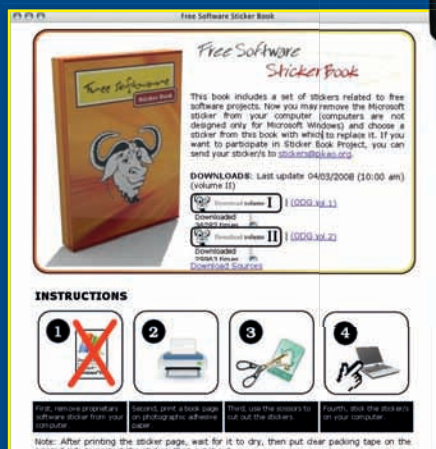 Free Software Sticker Book
Free Software
Sticker Book
Free Software
Sticker Book
This book includes a set of stickers related to free
software projects. Now you may remove the Microsoft
sticker from your computer (computers are not
designed only for Microsoft Windows) and choose a
sticker from this book with which to replace it. If you
want to participate in Sticker Book Project, you can
send your sticker/s to stickers@pixao.org.
DOWNLOADS: Last update 04/03/2008 (10:00 am)
(volume II)
Download volume I | (ODG vol.1)
Downloaded
times
Download volume II | (ODG vol.2)
Downloaded
times
Download Sources
INSTRUCTIONS
1
2
3
4
First, remove proprietary
software sticker from your
computer
Second, print a book page
on photographic adhesive
paper
Third, use the scissors to
cut out the stickers
Fourth, stick the sticker/s
on your computer
Note: After printing the sticker page, wait for it to dry, then put clear packing tape on the